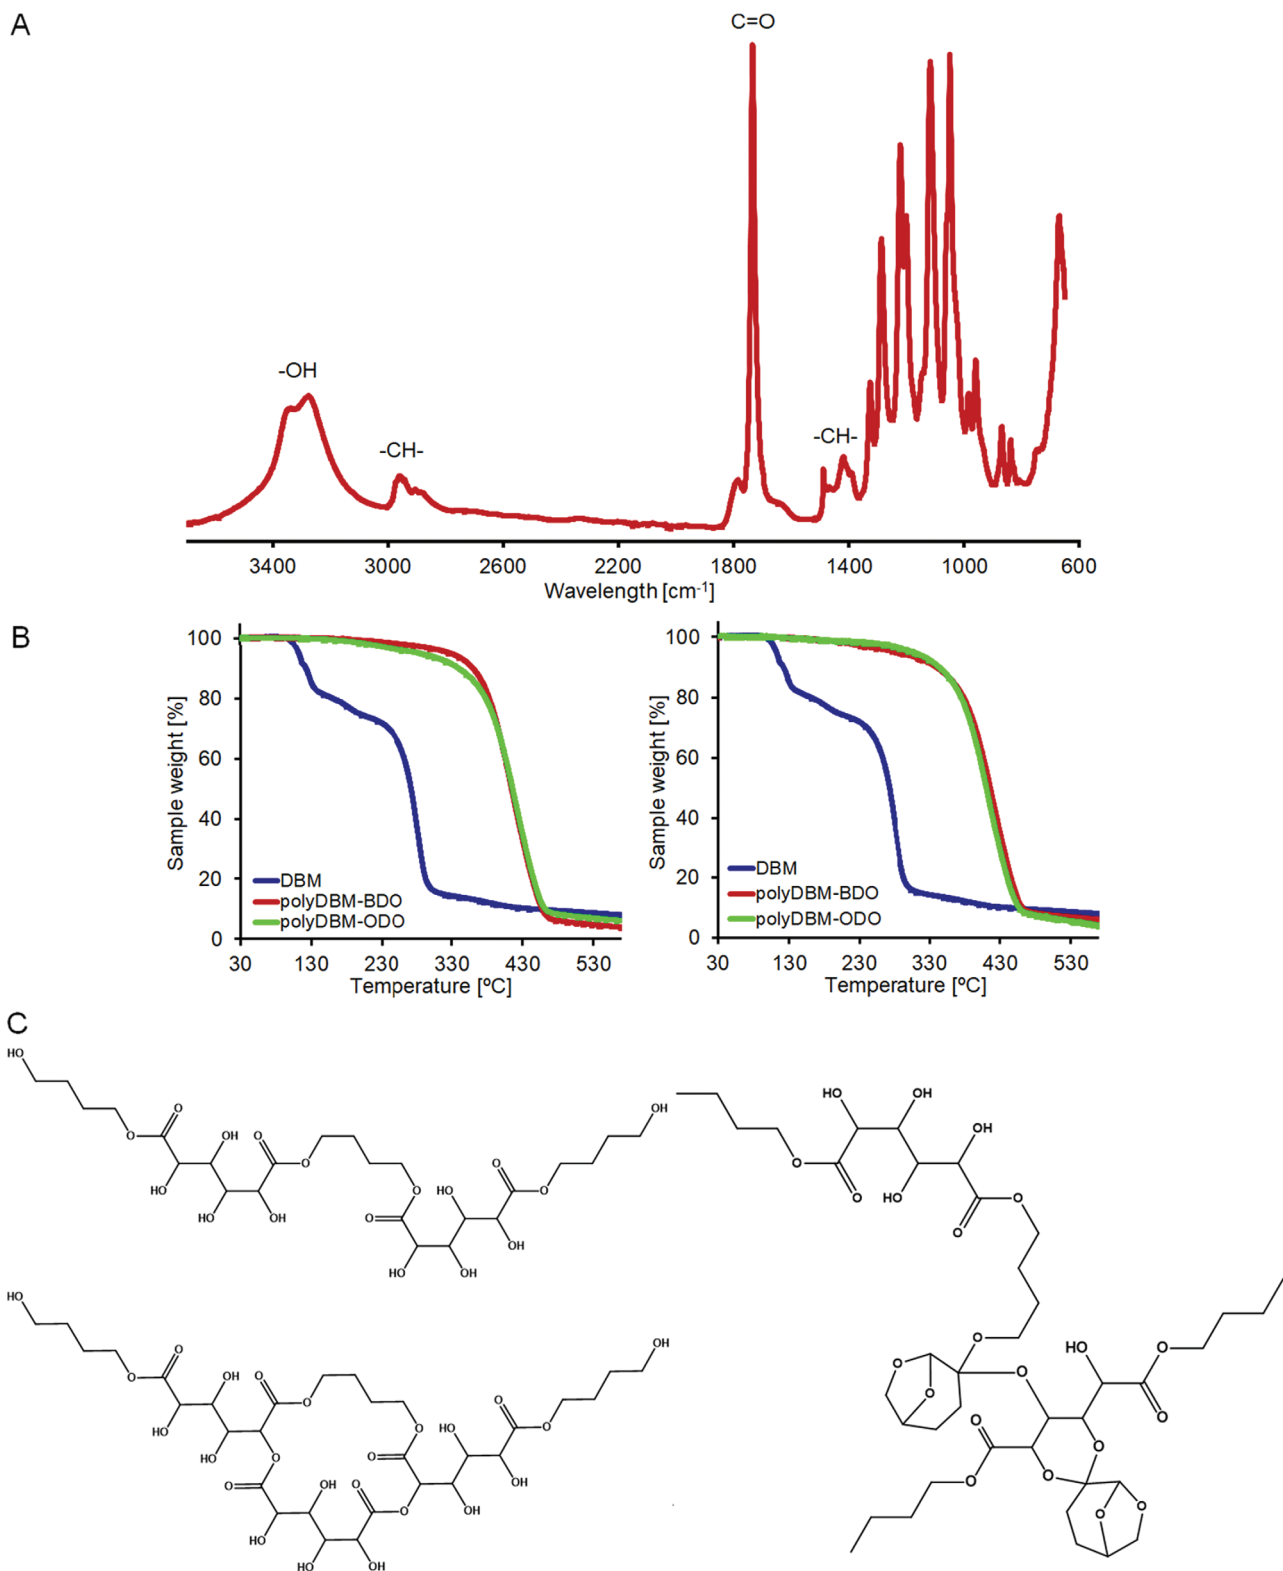 A
C=O
-OH
-CH-
-CH-
3400 3000 2600 2200 1800 1400 1000 600
Wavelength [cm-1]
B
100
80
60
40
20
0
Sample weight [%]
DBM
polyDBM-BDO
polyDBM-ODO
30 130 230 330 430 530
Temperature [ºC]
100
80
60
40
20
0
Sample weight [%]
DBM
polyDBM-BDO
polyDBM-ODO
30 130 230 330 430 530
Temperature [ºC]
C
HO
O
O
OH
HO
HO
OH
O
O
O
O
HO
O
O
OH
HO
OH
OH
HO
O
O
OH
HO
HO
O
O
O
O
OH
HO
OH
OH
O
O
O
O
O
HO
O
O
OH
OH
OH
OH
O
O
HO
OH
HO
OH
O
O
O
O
O
O
O
O
HO
O
O
O
O
O
O
O
O